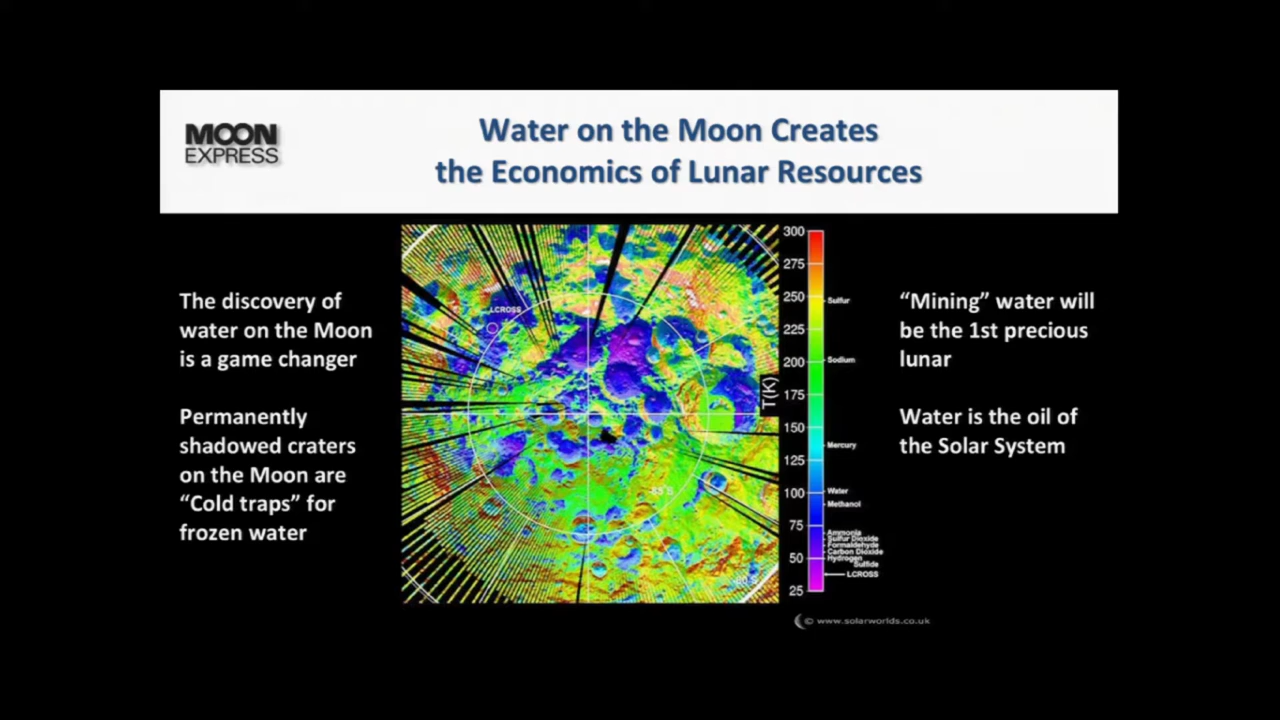 MOON
EXPRESS
Water on the Moon Creates
the Economics of Lunar Resources
The discovery of
water on the Moon
is a game changer
Permanently
shadowed craters
on the Moon are
“Cold traps” for
frozen water
LCROSS
85 S
80 S
T(K)
300
275
250
225
200
175
150
125
100
75
50
25
Sulfur
Sodium
Mercury
Water
Methanol
Ammonia
Sulfur Dioxide
Formaldehyde
Carbon Dioxide
Hydrogen
Sulfide
LCROSS
“Mining” water will
be the 1st precious
lunar
Water is the oil of
the Solar System
© www.solarworlds.co.uk